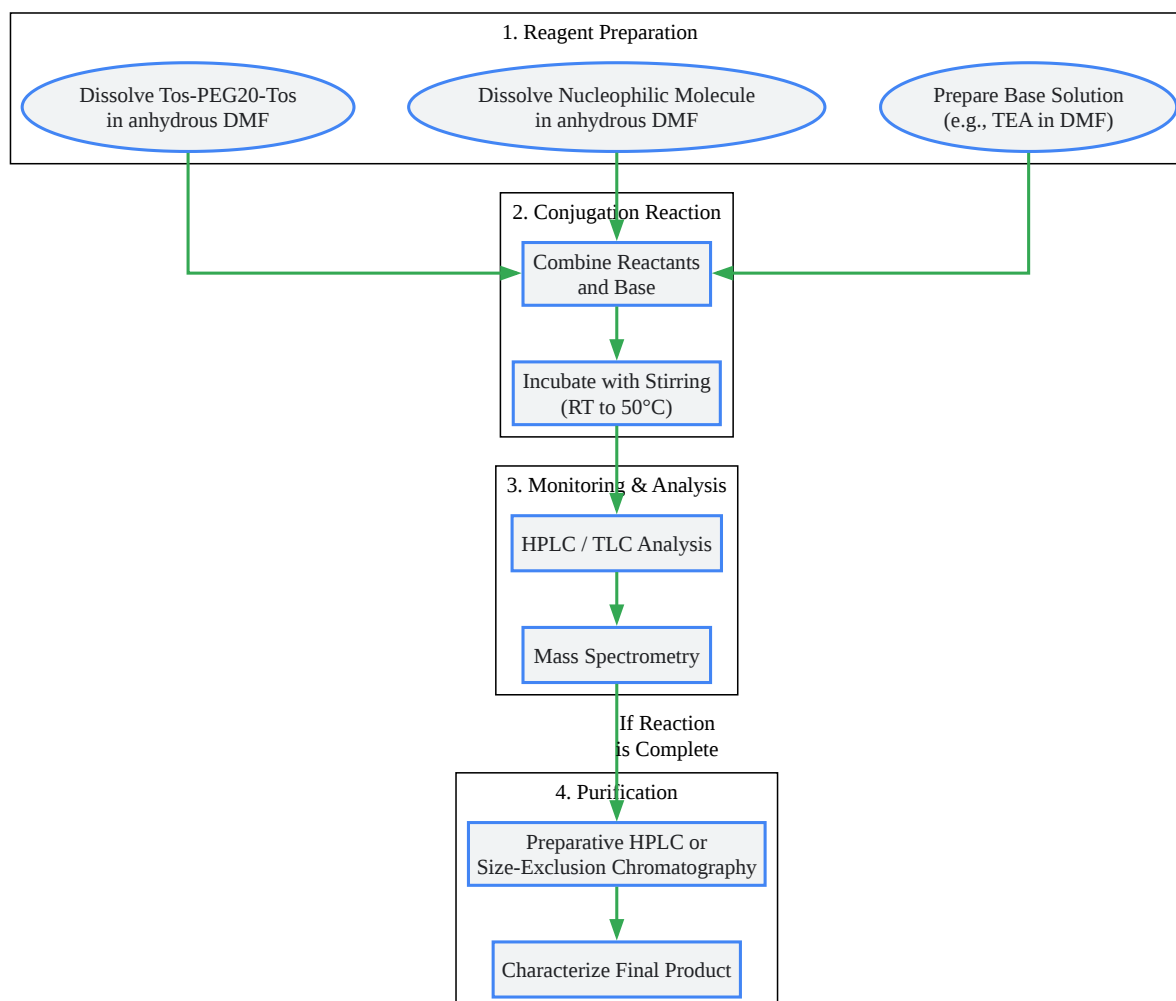 1. Reagent Preparation
Dissolve Tos-PEG20-Tos
in anhydrous DMF
Dissolve Nucleophilic Molecule
in anhydrous DMF
Prepare Base Solution
(e.g., TEA in DMF)
2. Conjugation Reaction
Combine Reactants
and Base
Incubate with Stirring
(RT to 50°C)
3. Monitoring & Analysis
HPLC / TLC Analysis
Mass Spectrometry
If Reaction
is Complete
4. Purification
Preparative HPLC or
Size-Exclusion Chromatography
Characterize Final Product